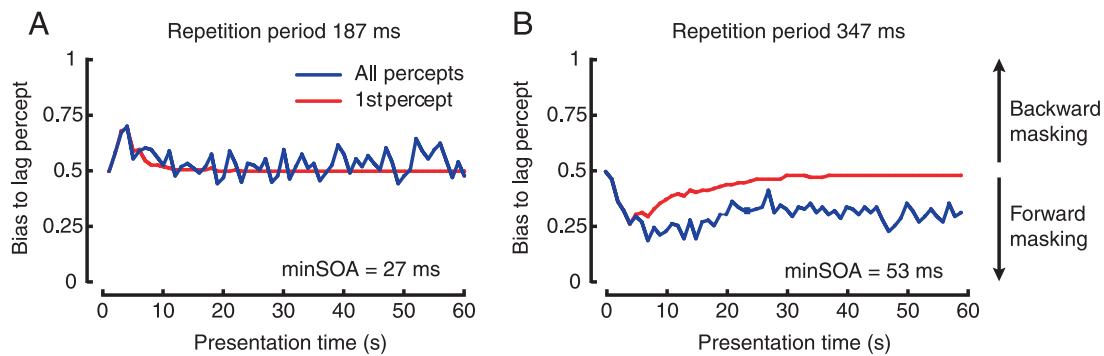 A
Repetition period 187 ms
Bias to lag percept
1
0.75
0.5
0.25
0
All percepts
1st percept
minSOA = 27 ms
0 10 20 30 40 50 60
Presentation time (s)
B
Repetition period 347 ms
Bias to lag percept
1
0.75
0.5
0.25
0
minSOA = 53 ms
0 10 20 30 40 50 60
Presentation time (s)
Backward
masking
Forward
masking